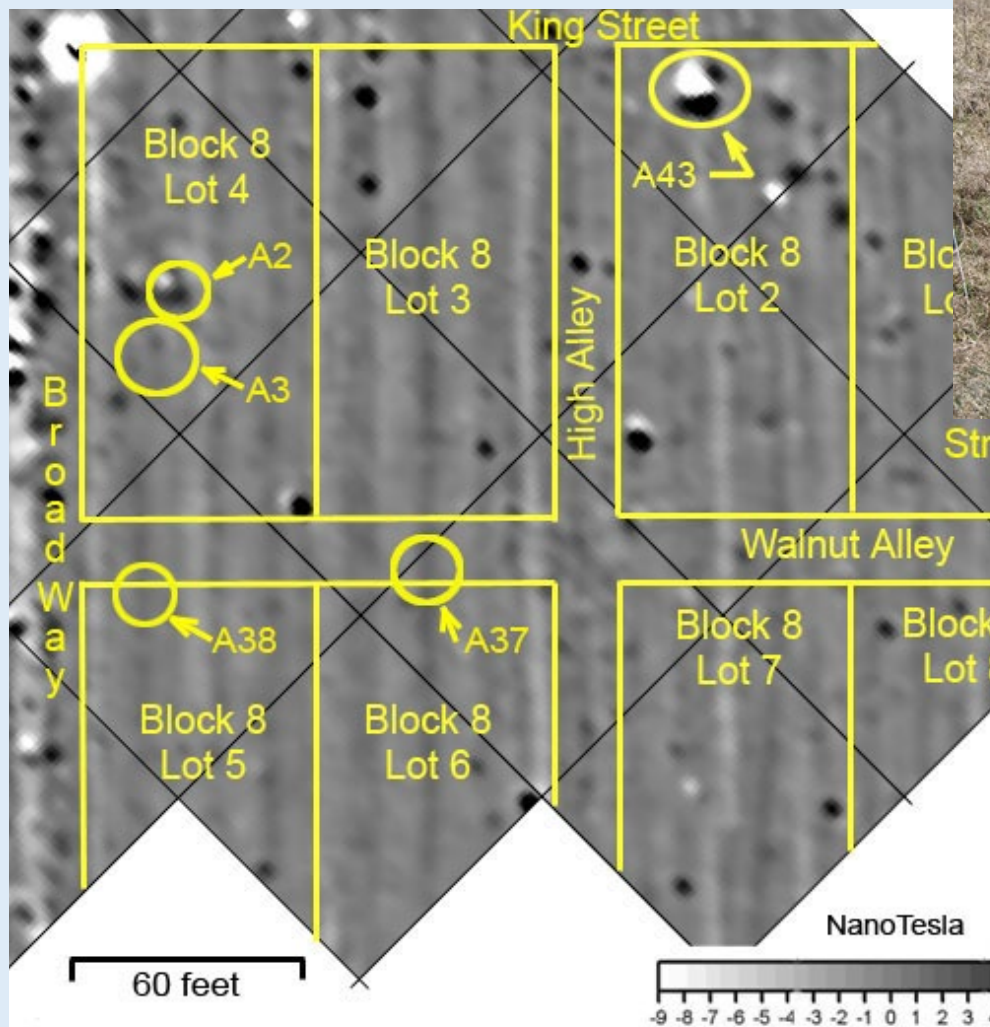 King Street
Block 8
Lot 4
A43
A2
Block 8
Lot 3
Block 8
Lot 2
A3
High Alley
Broad Way
Walnut Alley
A38
A37
Block 8
Lot 7
Block 8
Lot 5
Block 8
Lot 6
NanoTesla
60 feet
-9 -8 -7 -6 -5 -4 -3 -2 -1 0 1 2 3